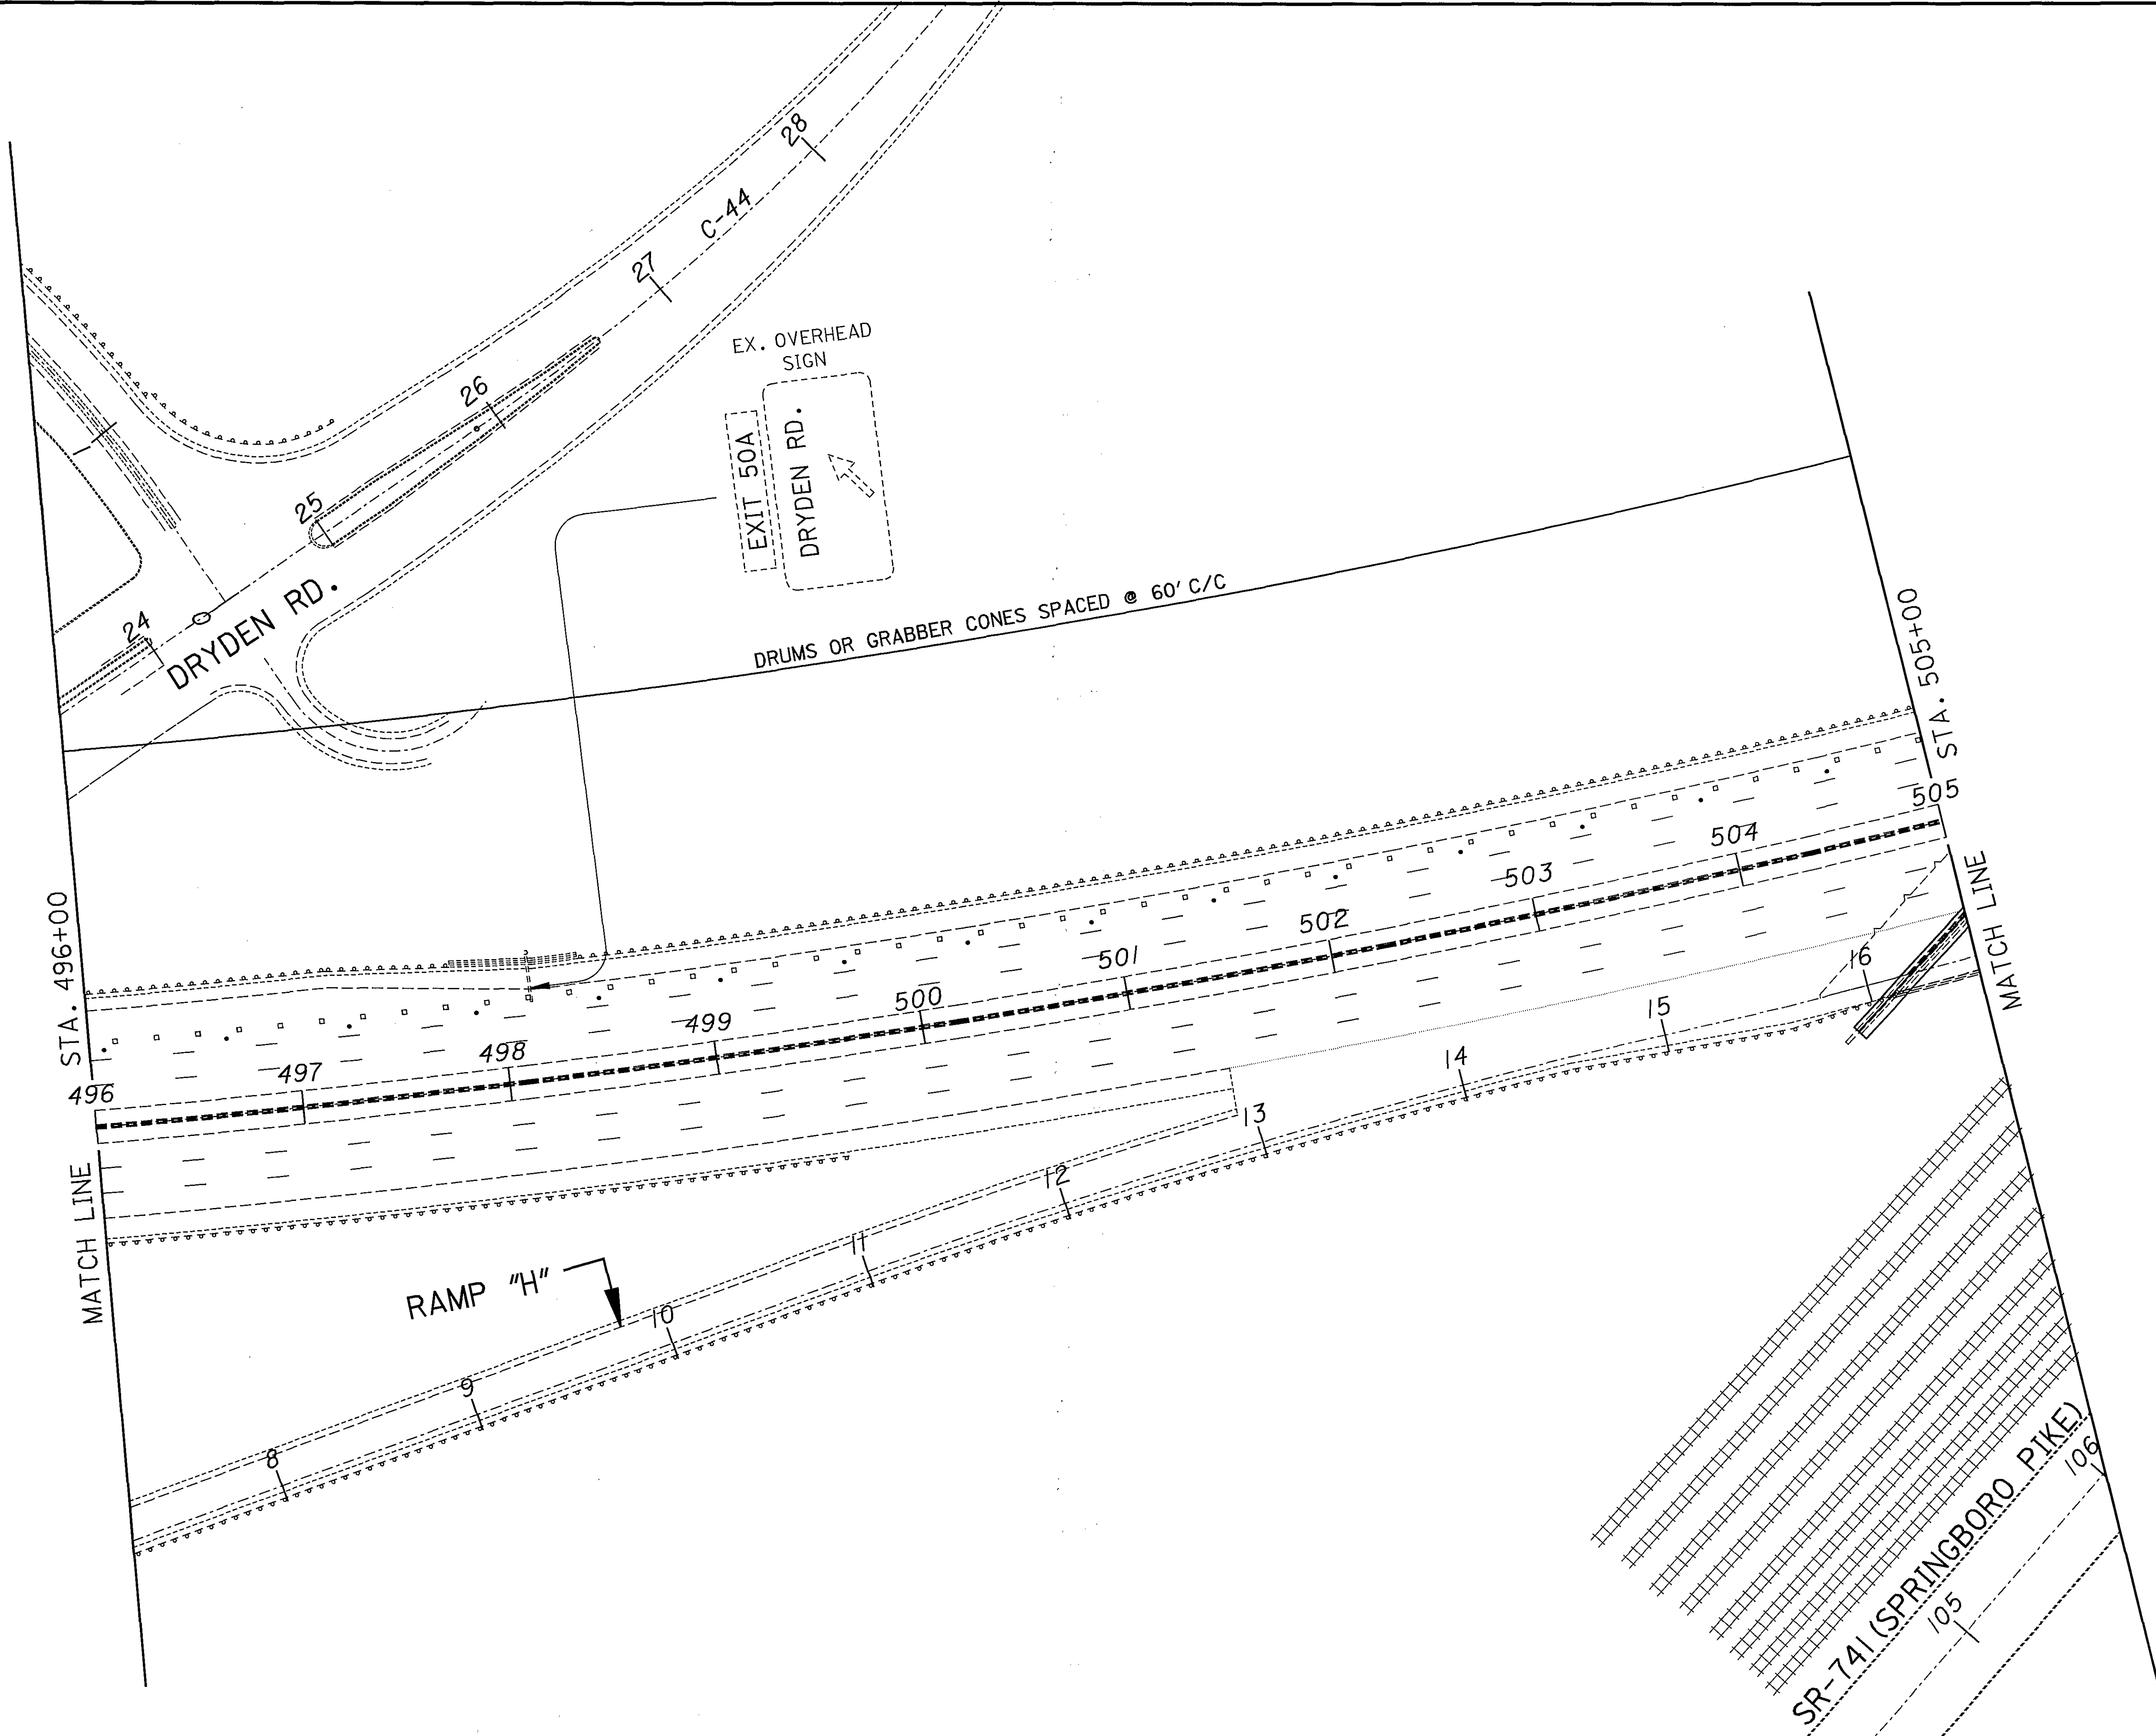 28
C-44
27
EX. OVERHEAD
SIGN
26
EXIT 50A
DRYDEN RD.
25
24
DRYDEN RD.
DRUMS OR GRABBER CONES SPACED @ 60' C/C
STA. 505+00
MATCH LINE
STA. 496+00
MATCH LINE
496
497
498
499
500
501
502
503
504
505
16
15
14
13
12
11
10
9
8
RAMP "H"
SR-741 (SPRINGBORO PIKE)
106
105